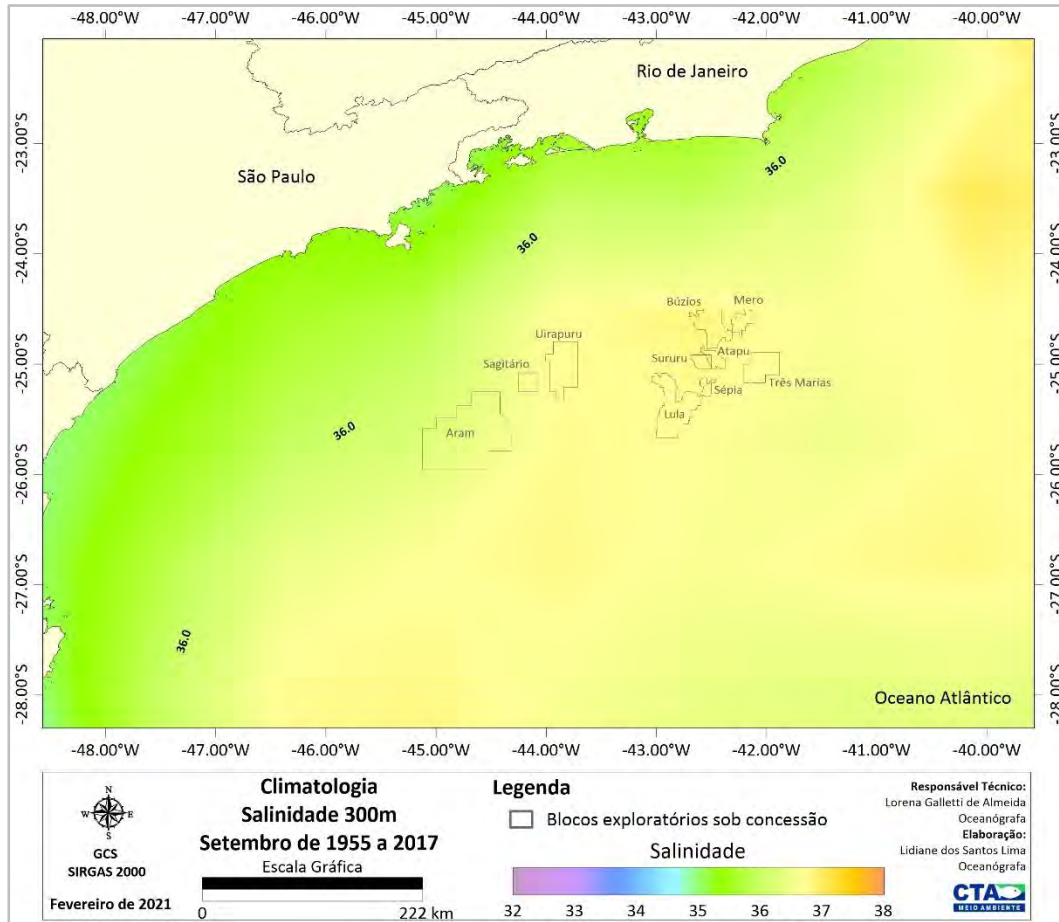 -48.00°W -47.00°W -46.00°W -45.00°W -44.00°W -43.00°W -42.00°W -41.00°W -40.00°W
Rio de Janeiro
-23.00°S
-23.00°S
36.0
São Paulo
36.0
-24.00°S
-24.00°S
Búzios
Mero
Uirapuru
Atapu
Sururu
Sagitário
-25.00°S
-25.00°S
Três Marias
Sépia
Lula
36.0
Aram
-26.00°S
-26.00°S
-27.00°S
-27.00°S
36.0
-28.00°S
-28.00°S
Oceano Atlântico
-48.00°W -47.00°W -46.00°W -45.00°W -44.00°W -43.00°W -42.00°W -41.00°W -40.00°W
N
W E
S
GCS
SIRGAS 2000
Fevereiro de 2021
Climatologia
Salinidade 300m
Setembro de 1955 a 2017
Escala Gráfica
0 222 km
Legenda
Blocos exploratórios sob concessão
Salinidade
32 33 34 35 36 37 38
Responsável Técnico:
Lorena Galletti de Almeida
Oceanógrafa
Elaboração:
Lidiane dos Santos Lima
Oceanógrafa
CTA
MEIO AMBIENTE